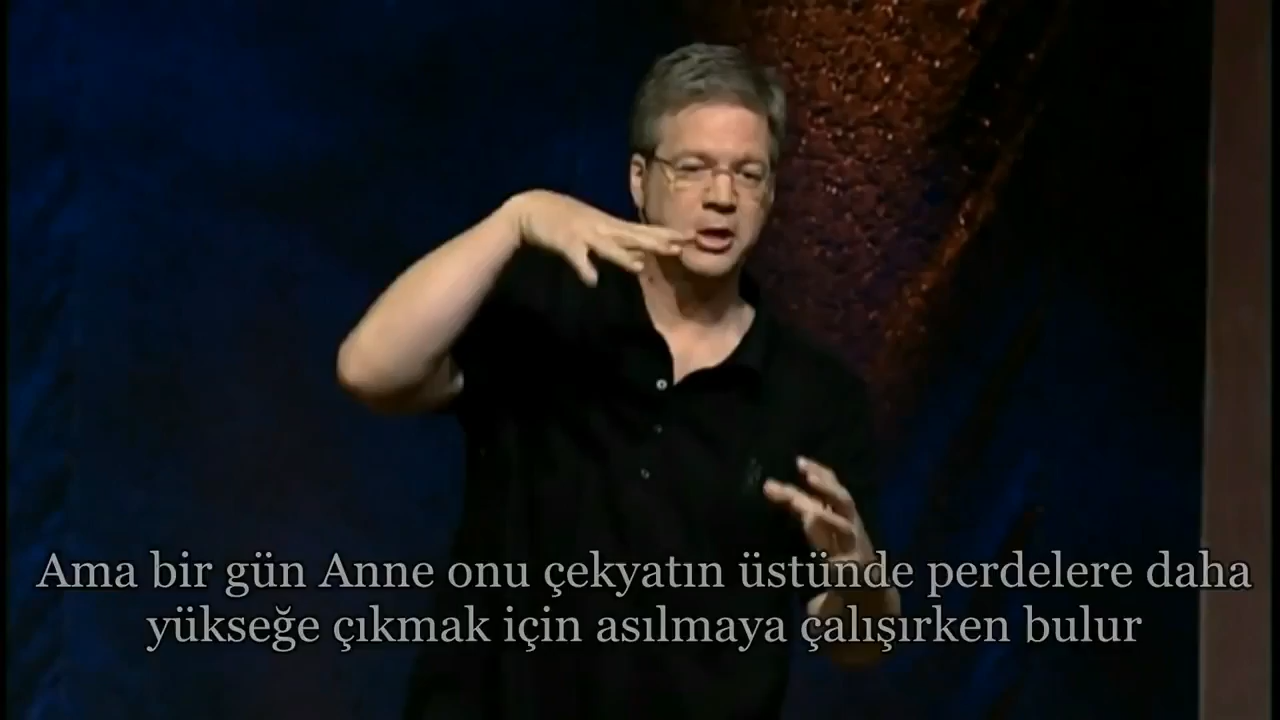 Ama bir gün Anne onu çekyatın üstünde perdelere daha
yükseğe çıkmak için asılmaya çalışırken bulur